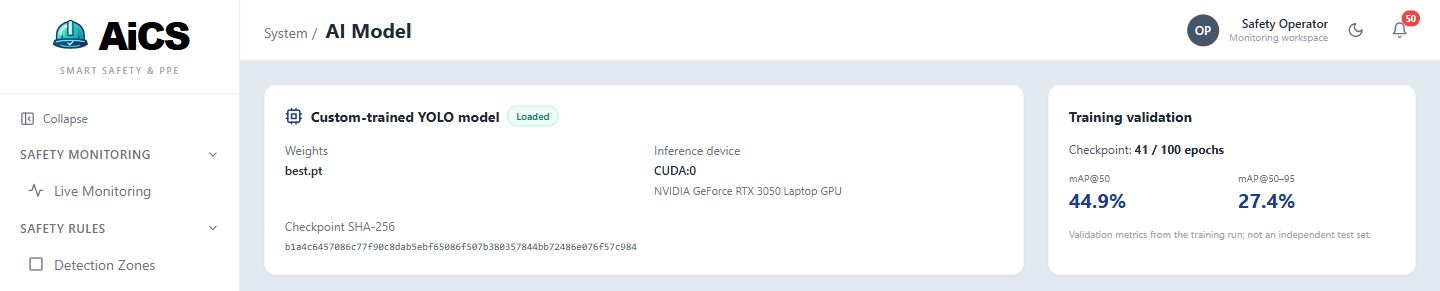 AiCS
SMART SAFETY & PPE
Collapse
SAFETY MONITORING
Live Monitoring
SAFETY RULES
Detection Zones
System / AI Model
OP
Safety Operator
Monitoring workspace
50
Custom-trained YOLO model Loaded
Weights
best.pt
Inference device
CUDA:0
NVIDIA GeForce RTX 3050 Laptop GPU
Checkpoint SHA-256
b1a4c6457086c77f90c8dab5ebf65086f507b380357844bb72486e076f57c984
Training validation
Checkpoint: 41 / 100 epochs
mAP@50
44.9%
mAP@50–95
27.4%
Validation metrics from the training run; not an independent test set.